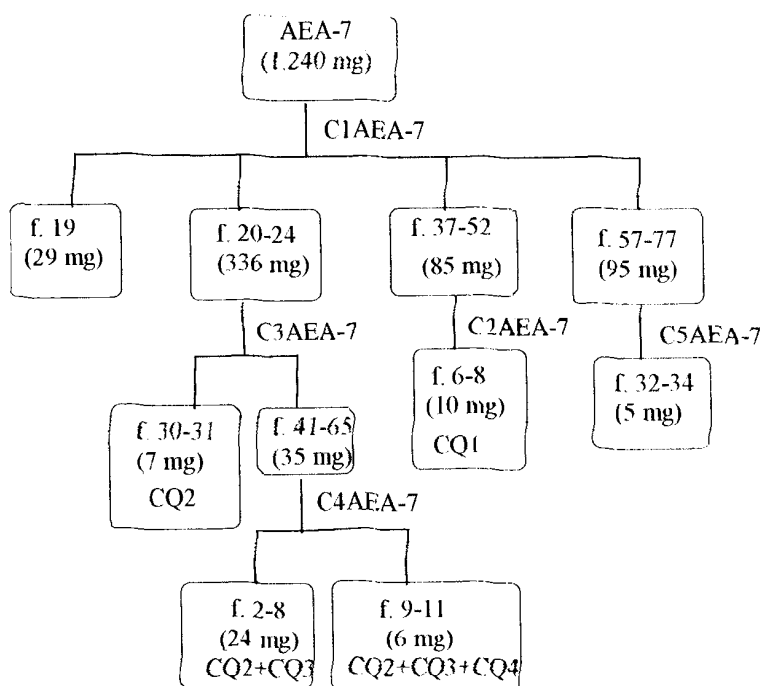 AEA-7
(1.240 mg)
C1AEA-7
f. 19
(29 mg)
f. 20-24
(336 mg)
f. 37-52
(85 mg)
f. 57-77
(95 mg)
C3AEA-7
C2AEA-7
C5AEA-7
f. 30-31
(7 mg)
CQ2
f. 41-65
(35 mg)
f. 6-8
(10 mg)
CQ1
f. 32-34
(5 mg)
C4AEA-7
f. 2-8
(24 mg)
CQ2+CQ3
f. 9-11
(6 mg)
CQ2+CQ3+CQ4